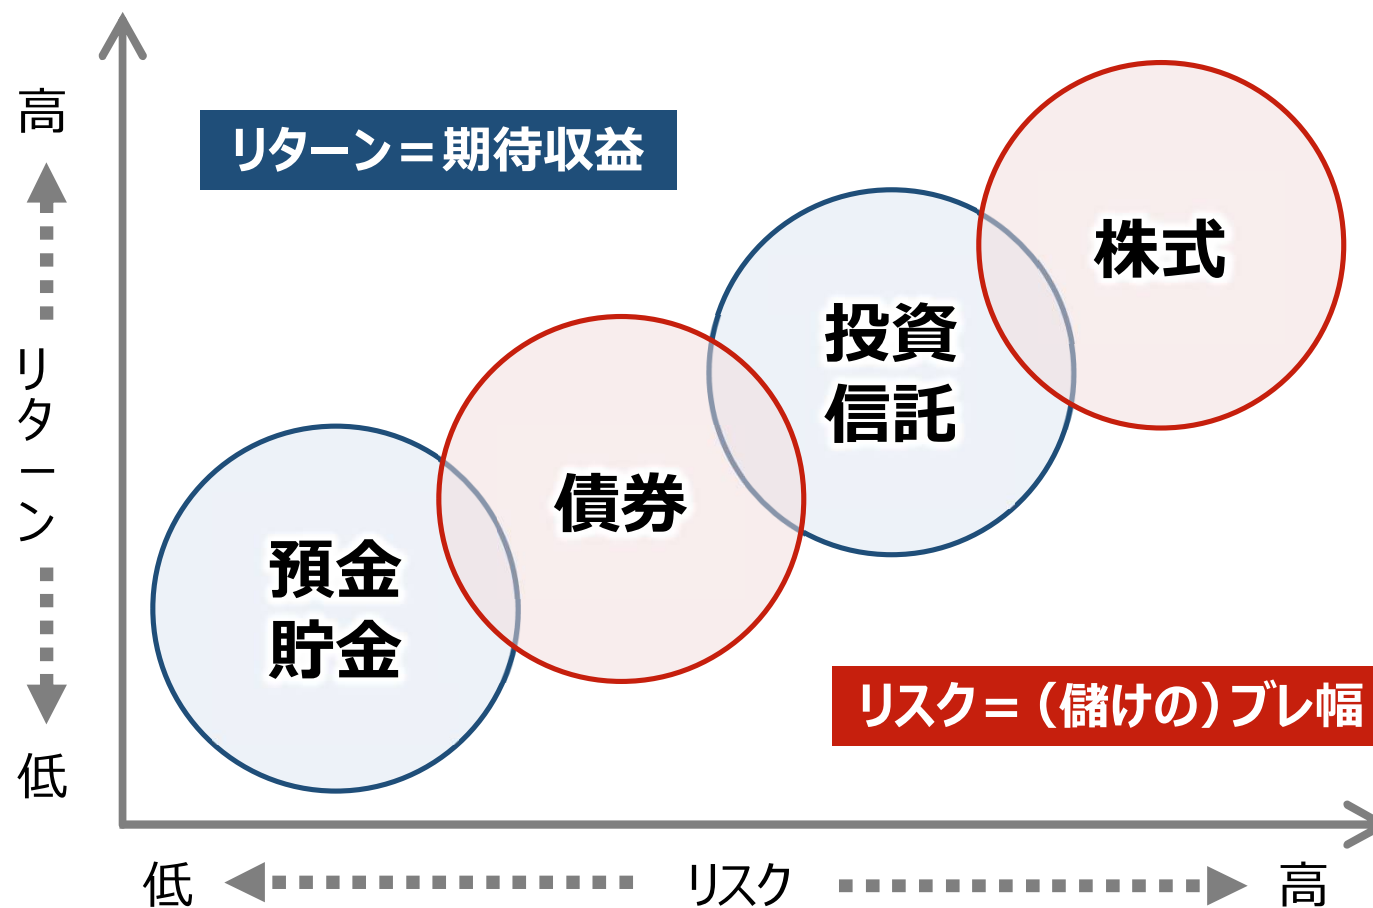 高
リターン＝期待収益
株式
投資
信託
リターン
債券
預金
貯金
リスク＝（儲けの）ブレ幅
低
低
リスク
高